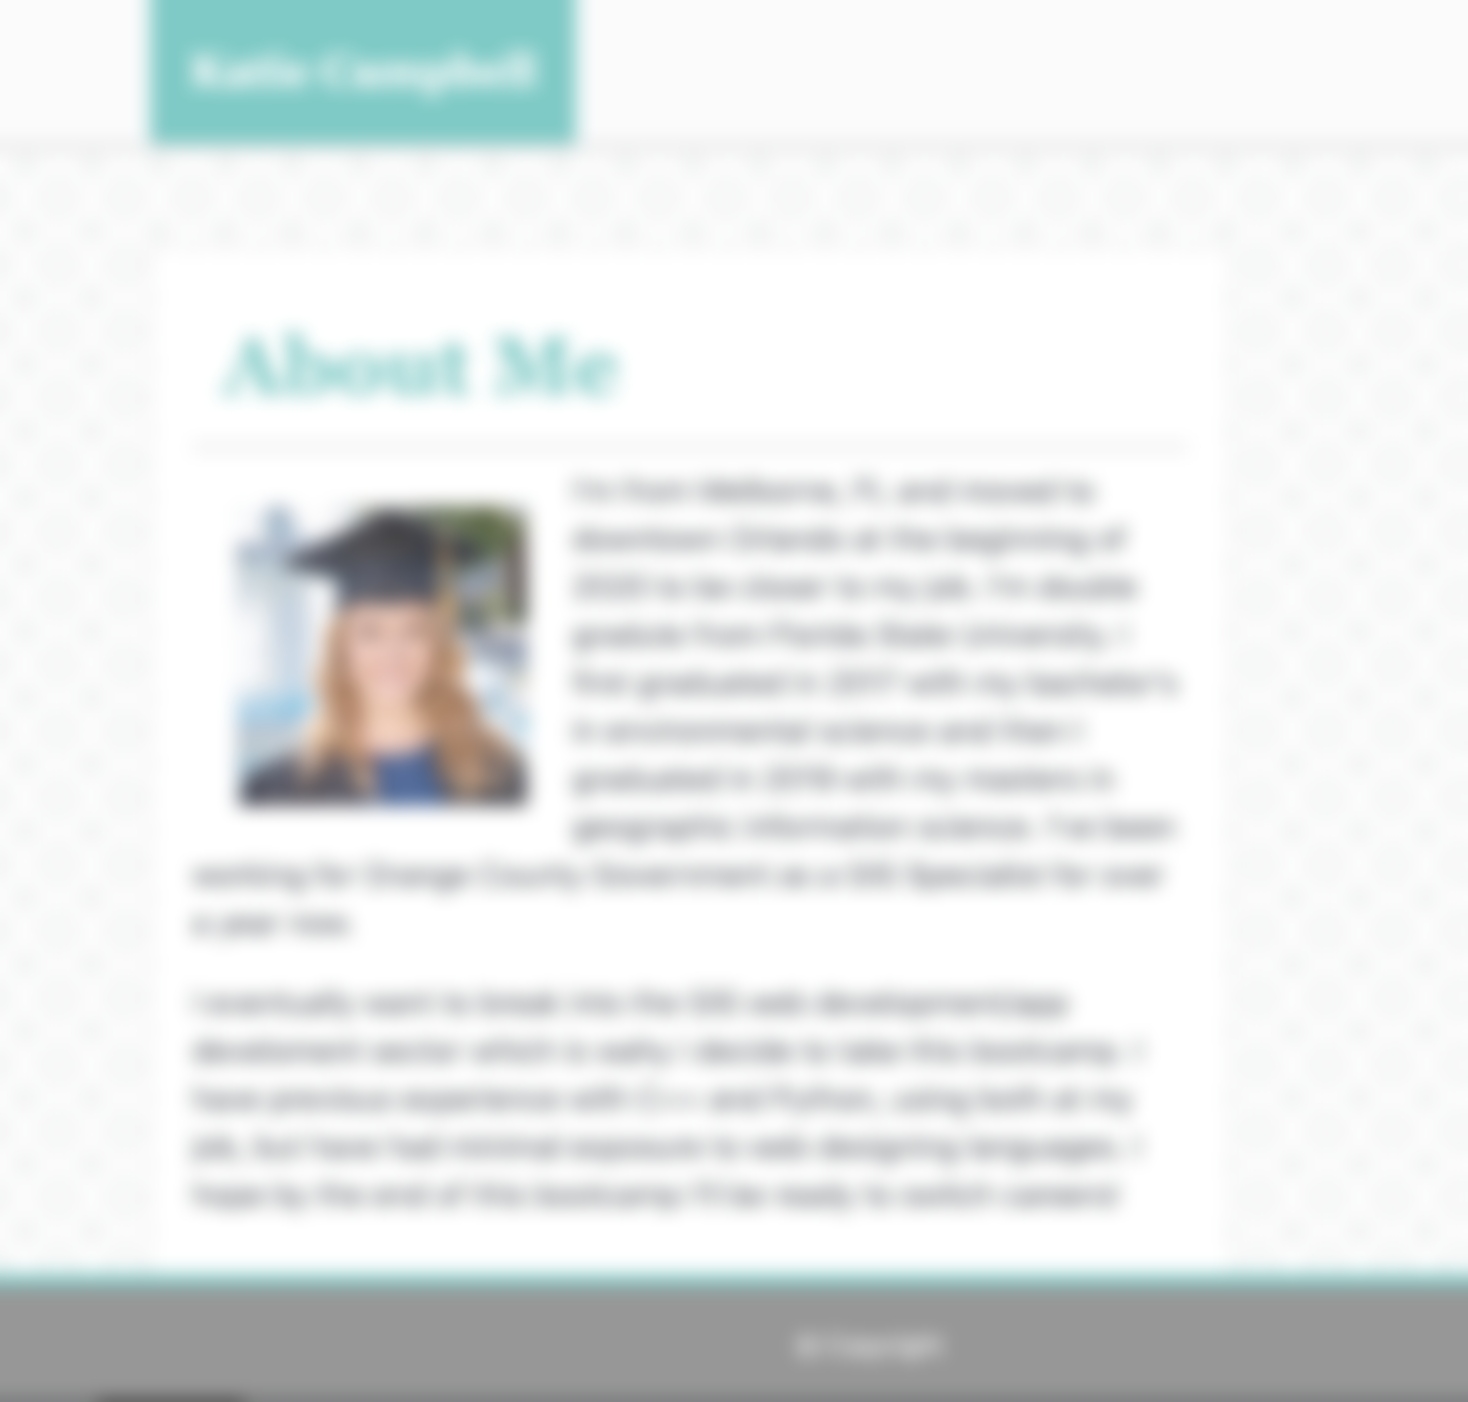 Katie Campbell
About Me
I'm from Melborne, FL and moved to
downtown Orlando at the beginning of
2020 to be closer to my job. I'm double
from Florida State University. I
first graduated in 2017 with my bachelor's
in environmental science and then I
graduated in 2019 with my masters in
geographic information science. I've been
working for Orange County Government as a GIS Specialist for over
a year now.
I eventually want to break into the GIS web development/app
sector which is I decide to take this bootcamp. I
have previous experience with C++ and Python, using both at my
job, but have had minimal exposure to web designing languages. I
hope by the end of this bootcamp I'll be ready to switch careers!
© Copyright